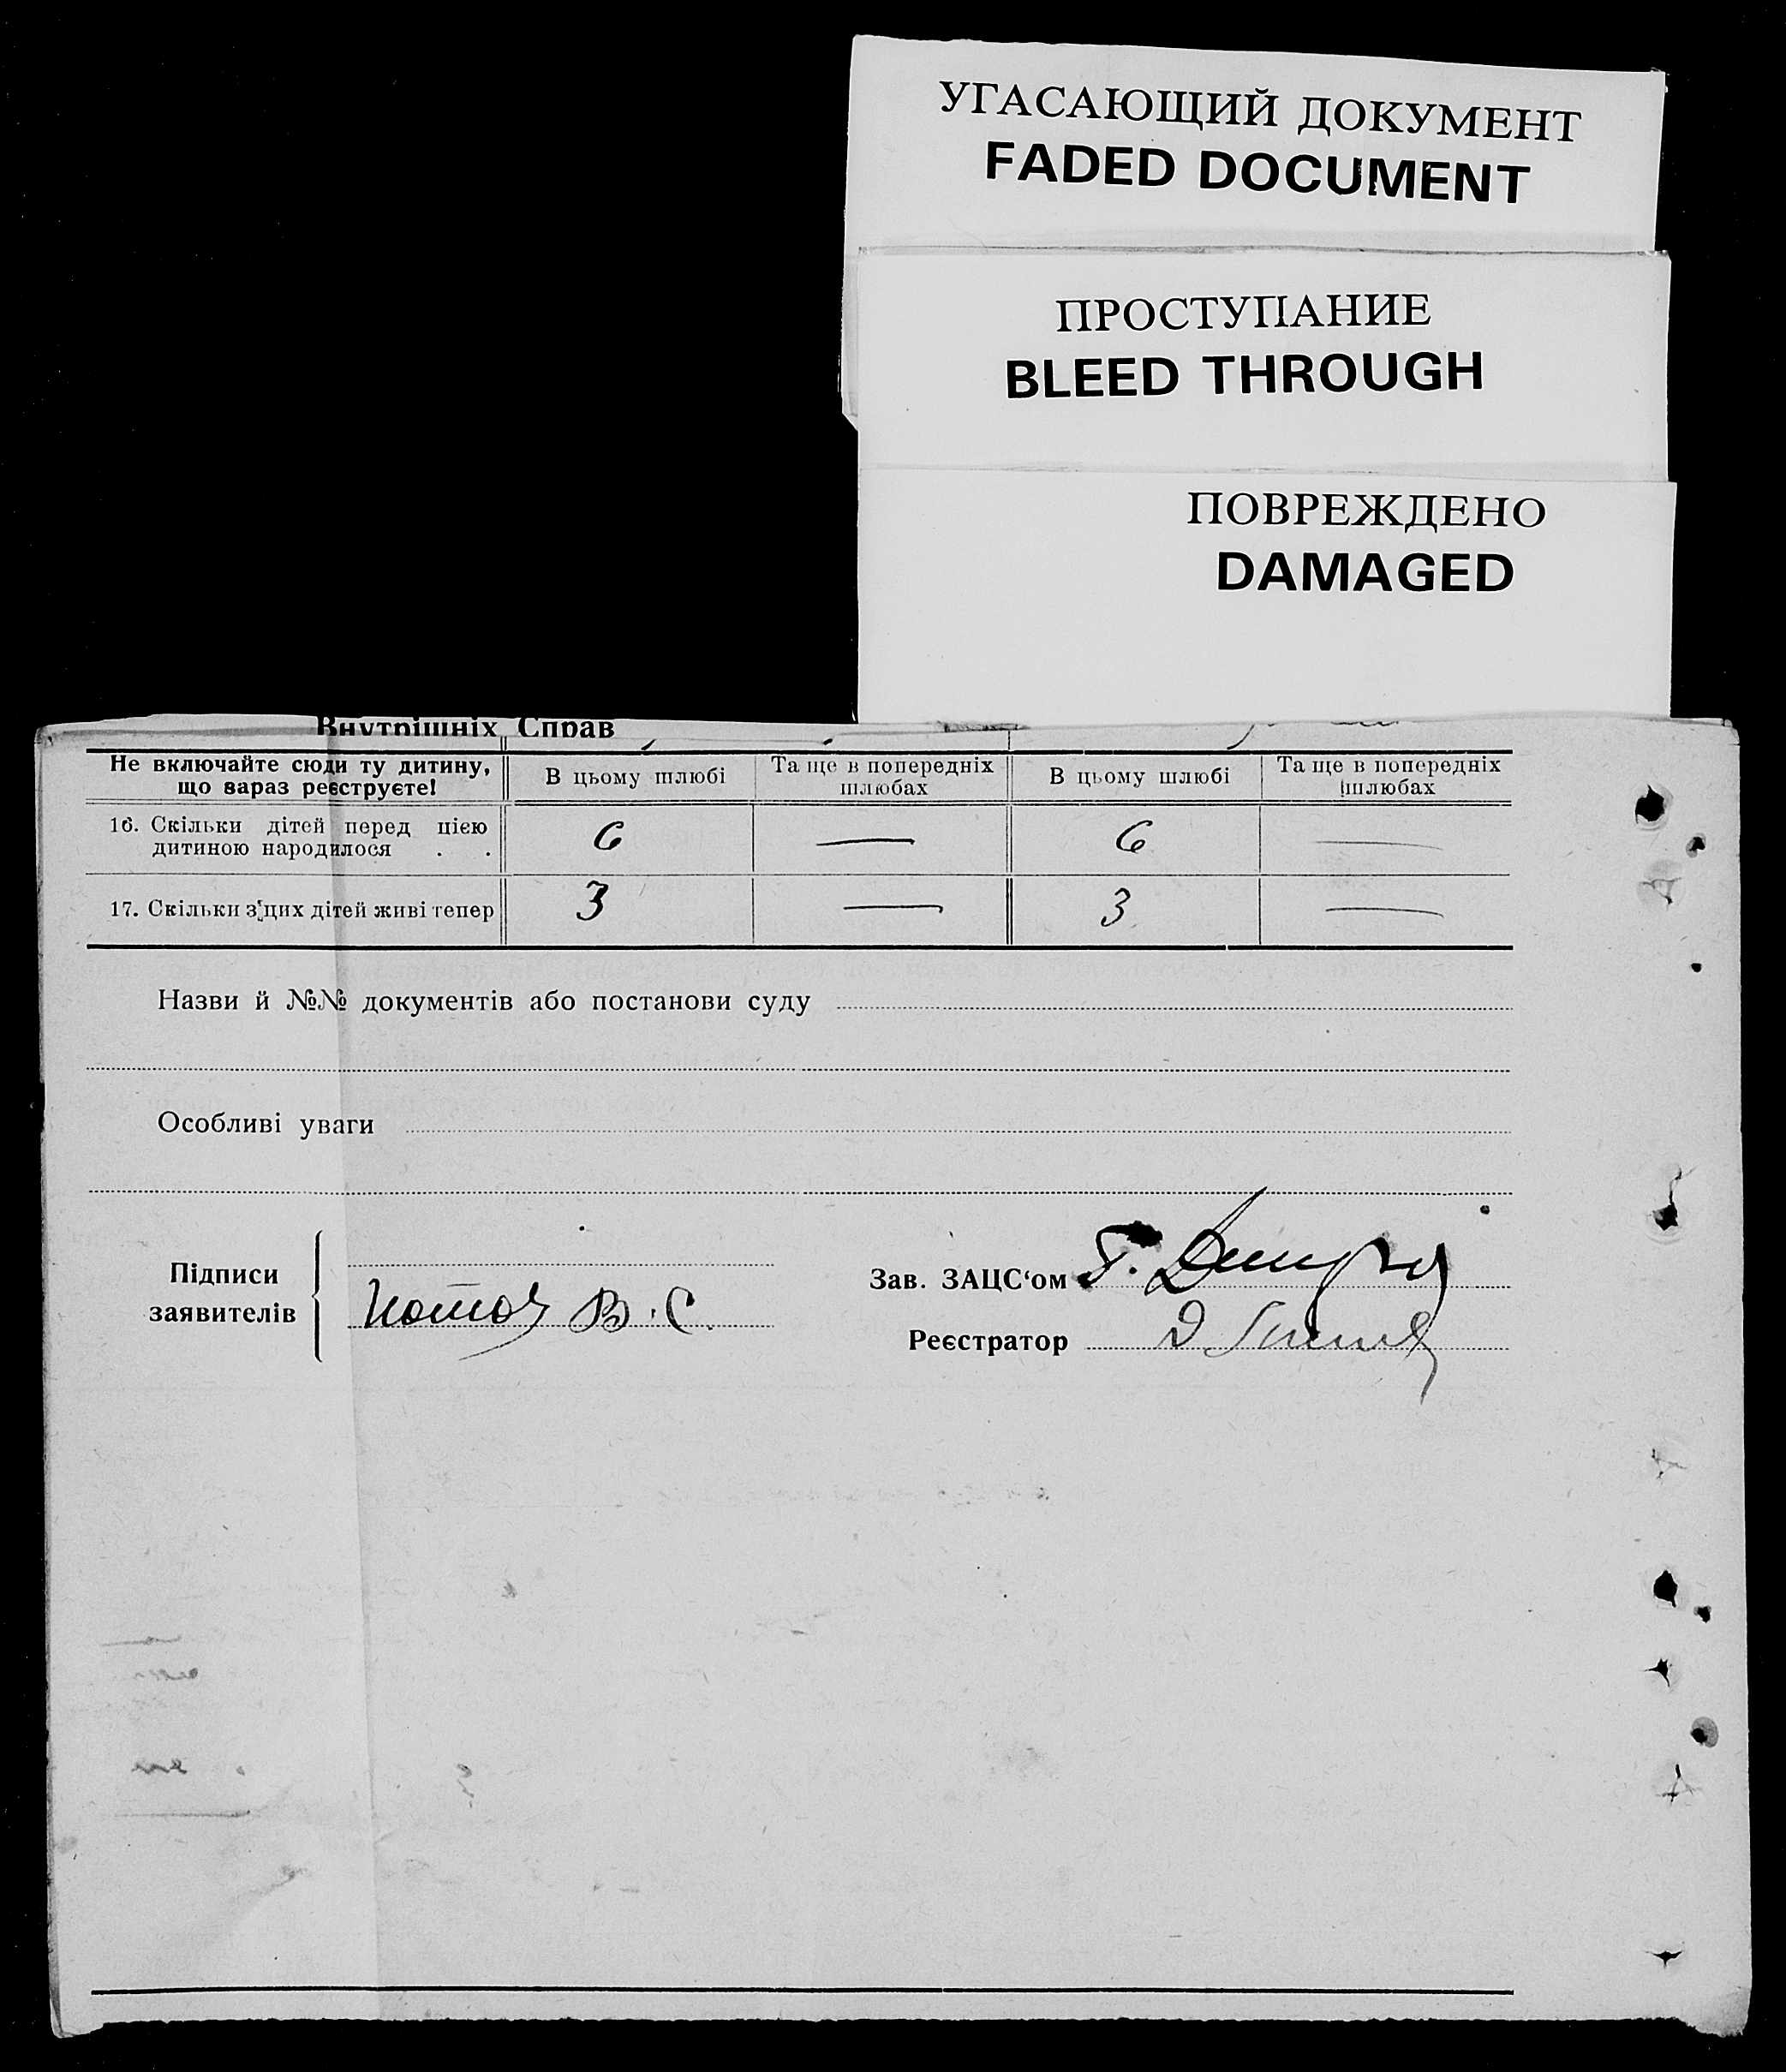 УГАСАЮЩИЙ ДОКУМЕНТ
FADED DOCUMENT
ПРОСТУПАНИЕ
BLEED THROUGH
ПОВРЕЖДЕНО
DAMAGED
Внутрішніх Справ
Не включайте сюди ту дитину, що вараз реєструєте!
В цьому шлюбі
Та ще в попередніх шлюбах
В цьому шлюбі
Та ще в попередніх шлюбах
16. Скільки дітей перед цією дитиною народилося . . 6 — 6 —
17. Скільки з цих дітей живі тепер 3 — 3 —
Назви й №№ документів або постанови суду
Особливі уваги
Підписи заявителів
В. С.
Зав. ЗАЦС‘ом
Реєстратор